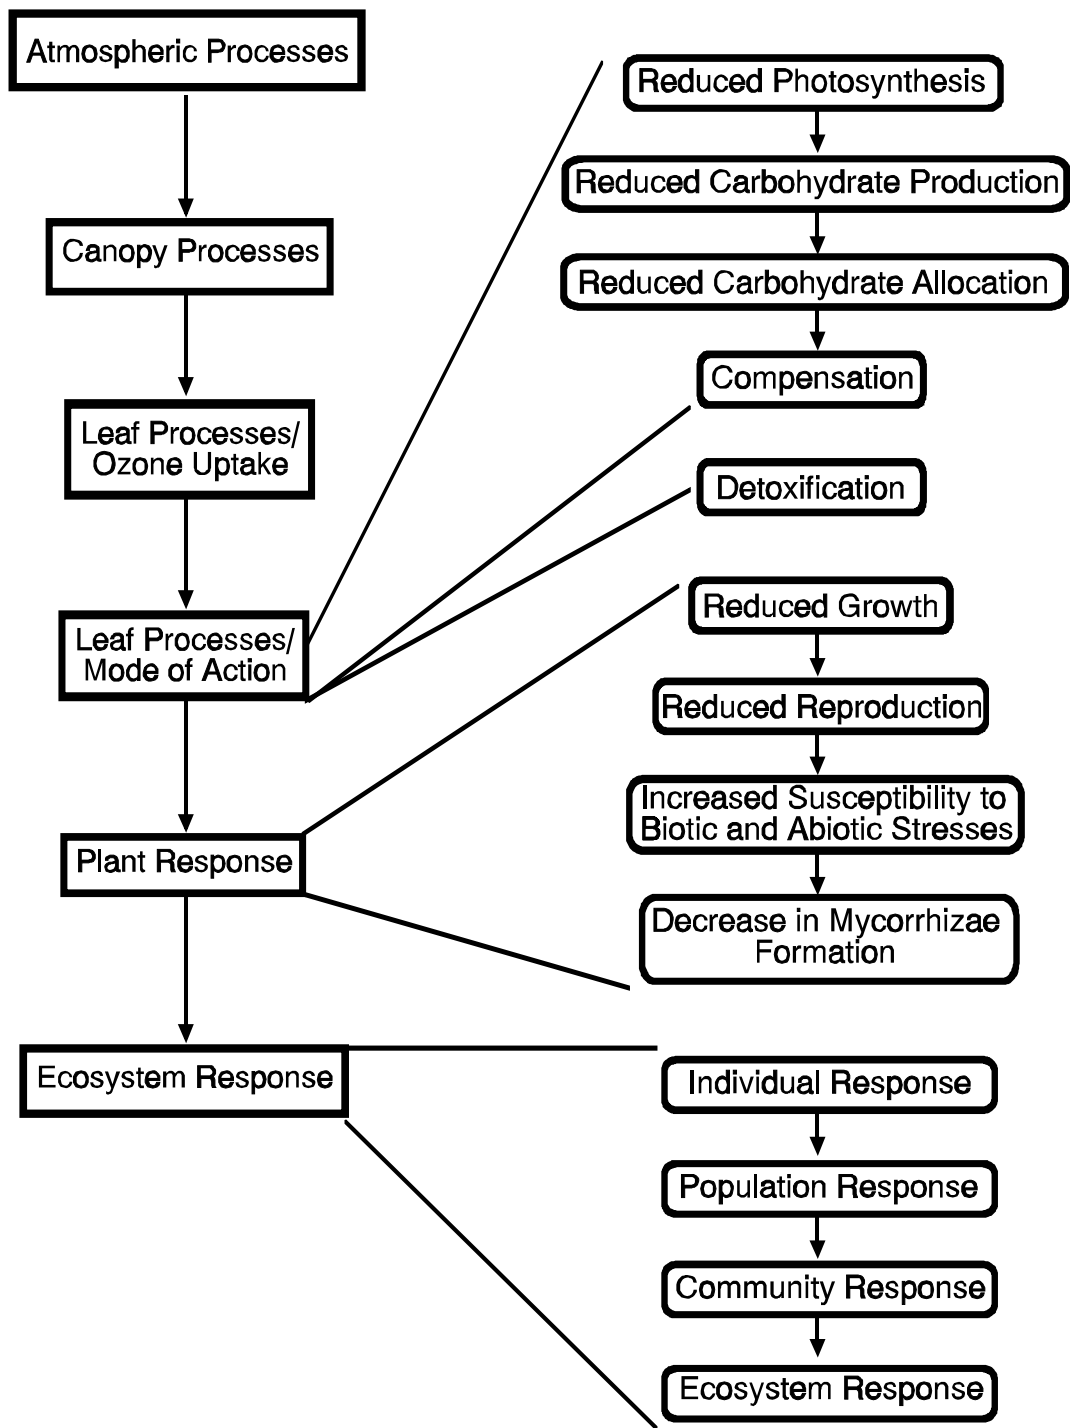 Atmospheric Processes
Canopy Processes
Leaf Processes/
Ozone Uptake
Leaf Processes/
Mode of Action
Plant Response
Ecosystem Response
Reduced Photosynthesis
Reduced Carbohydrate Production
Reduced Carbohydrate Allocation
Compensation
Detoxification
Reduced Growth
Reduced Reproduction
Increased Susceptibility to
Biotic and Abiotic Stresses
Decrease in Mycorrhizae
Formation
Individual Response
Population Response
Community Response
Ecosystem Response